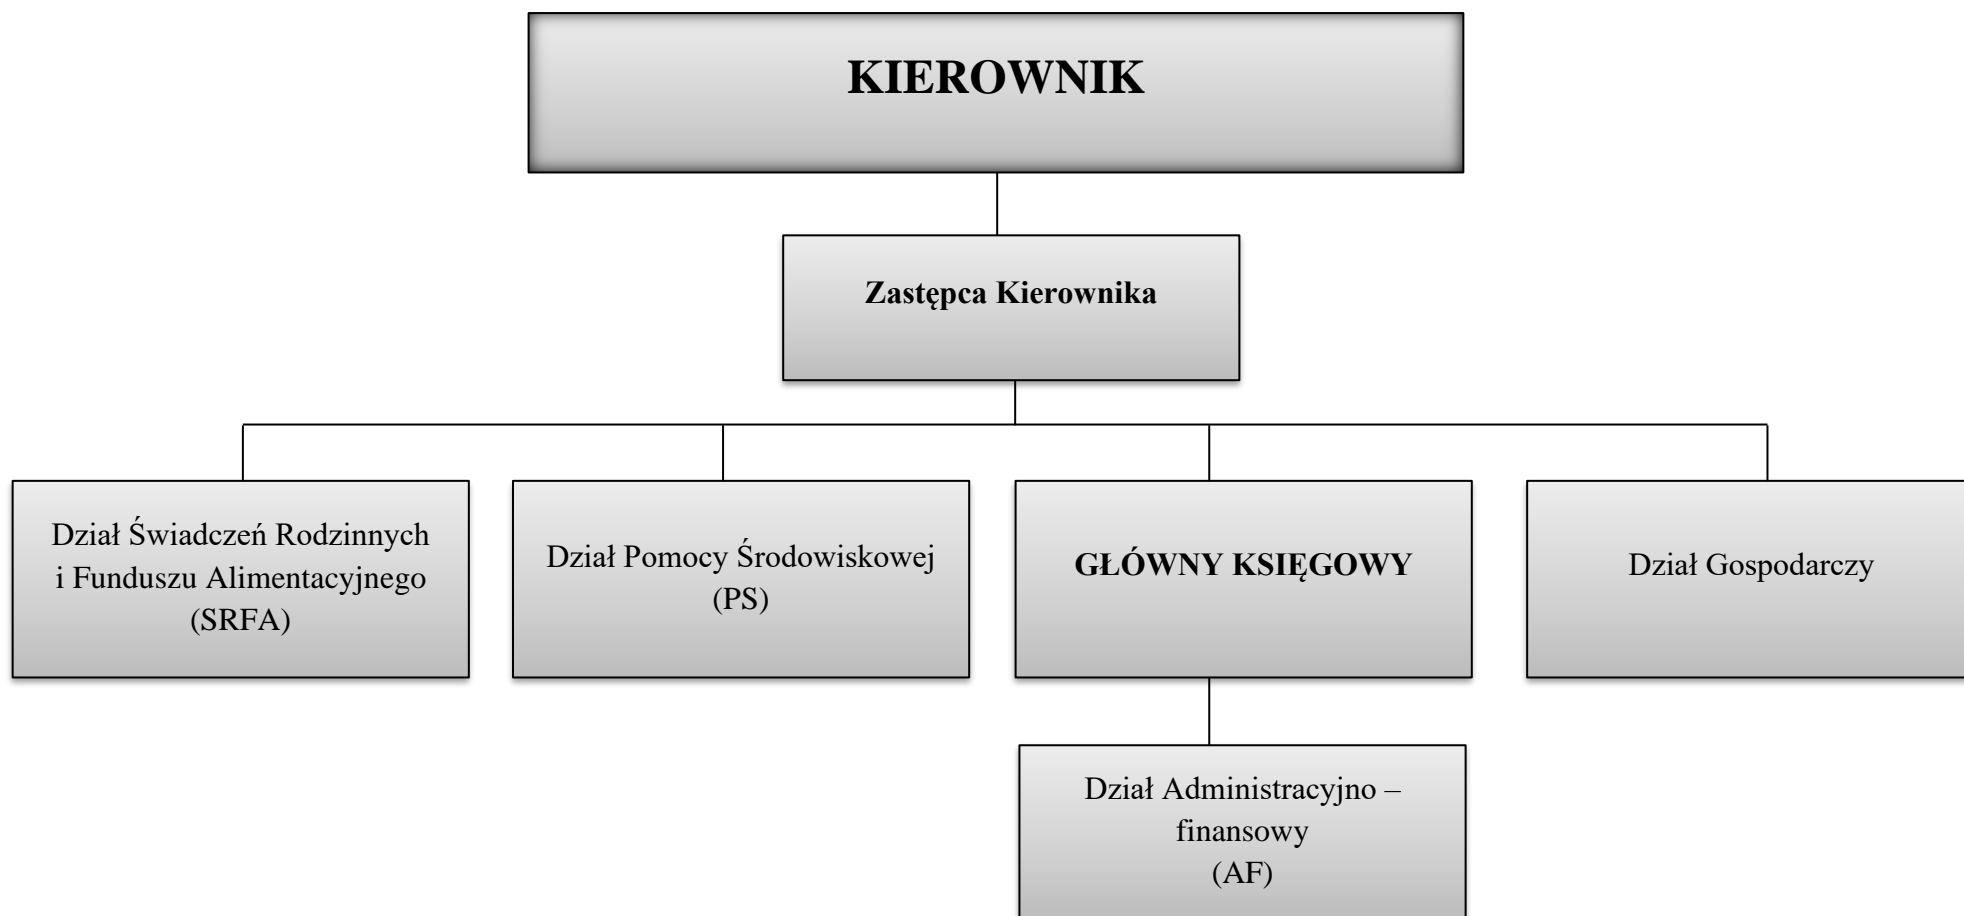 KIEROWNIK
Zastępca Kierownika
Dział Świadczeń Rodzinnych
i Funduszu Alimentacyjnego
(SRFA)
Dział Pomocy Środowiskowej
(PS)
GŁÓWNY KSIĘGOWY
Dział Gospodarczy
Dział Administracyjno –
finansowy
(AF)